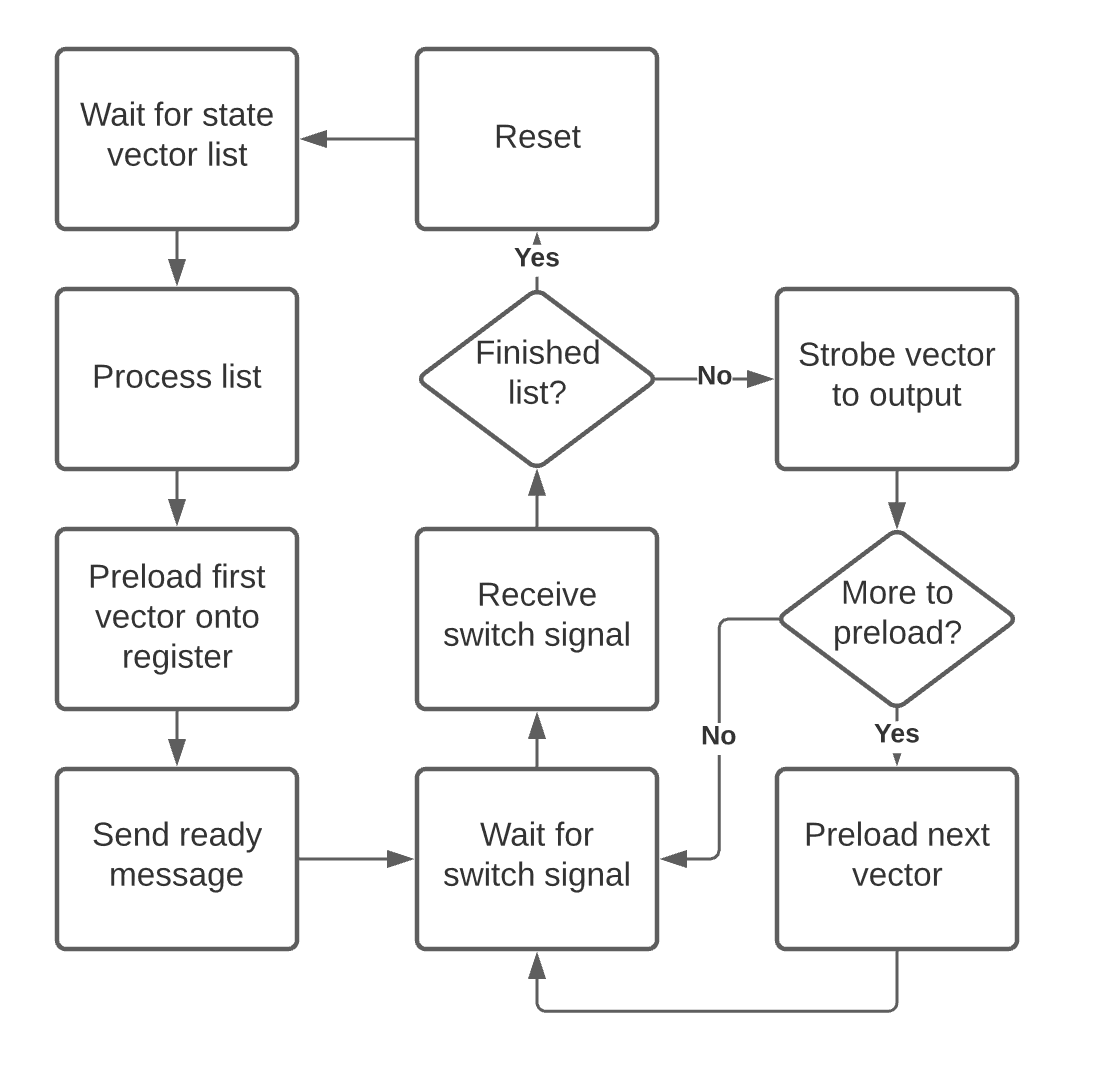 Wait for state
vector list
Reset
Yes
Process list
Finished
list?
No
Strobe vector
to output
Preload first
vector onto
register
Receive
switch signal
More to
preload?
No
Yes
Send ready
message
Wait for
switch signal
Preload next
vector